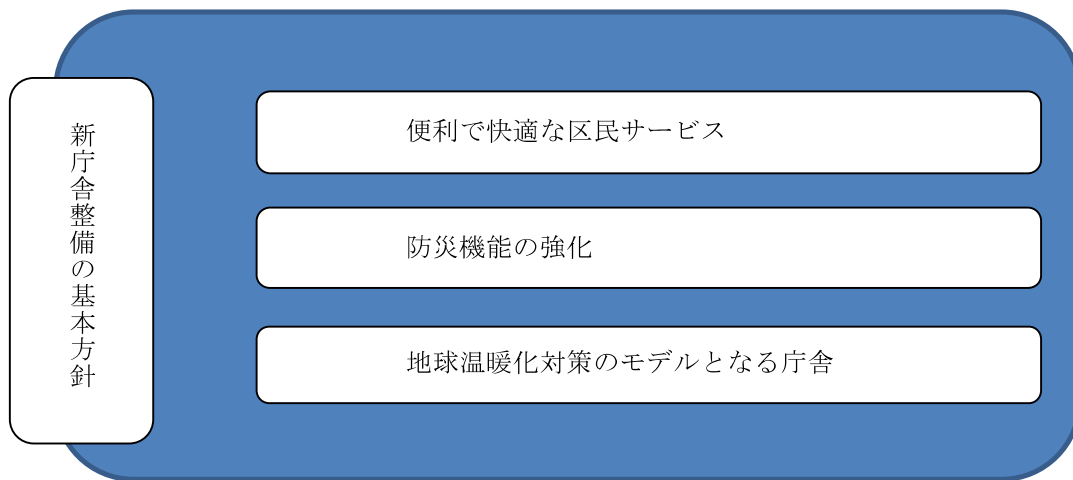 新庁舎整備の基本方針
便利で快適な区民サービス
防災機能の強化
地球温暖化対策のモデルとなる庁舎